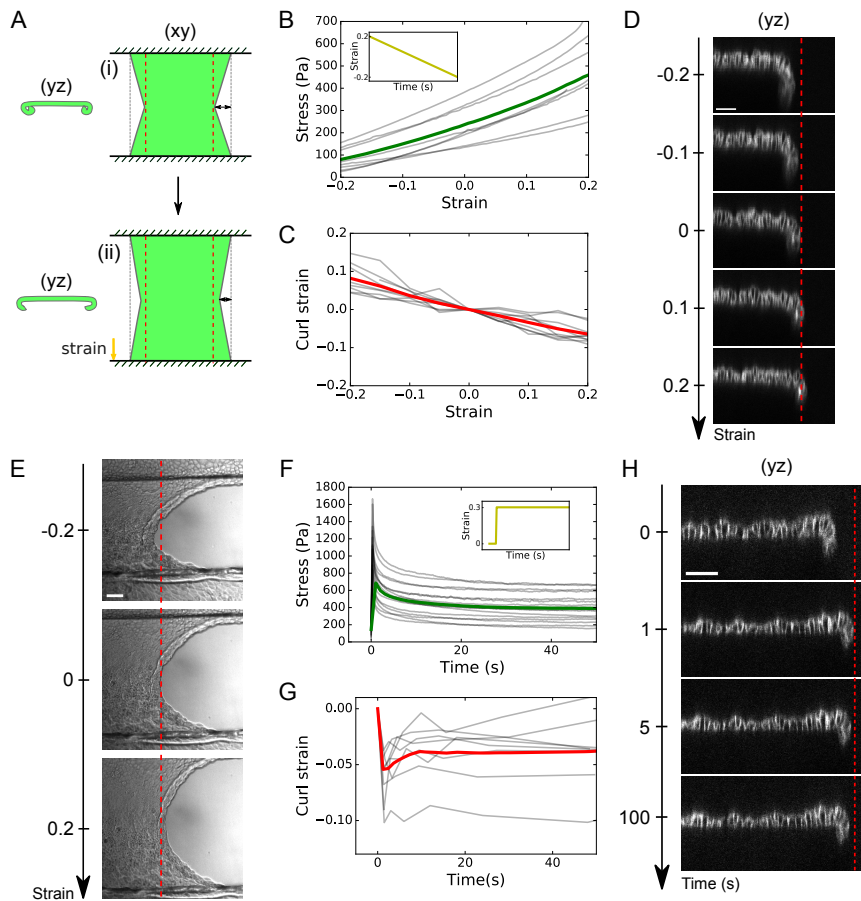 A
(xy)
(i)
(yz)
(ii)
(yz)
strain
B
Stress (Pa)
700
600
500
400
300
200
100
0
-0.2
-0.1
0.0
0.1
0.2
Strain
Strain
0.2
-0.2
Time (s)
C
Curl strain
0.2
0.1
0.0
−0.1
−0.2
−0.2
−0.1
0.0
0.1
0.2
Strain
D
(yz)
-0.2
-0.1
0
0.1
0.2
Strain
E
-0.2
0
0.2
Strain
F
Stress (Pa)
1800
1600
1400
1200
1000
800
600
400
200
0
0
20
40
Time (s)
Strain
0.3
0
Time (s)
G
Curl strain
0.00
−0.05
−0.10
0
20
40
Time(s)
H
(yz)
0
1
5
100
Time (s)